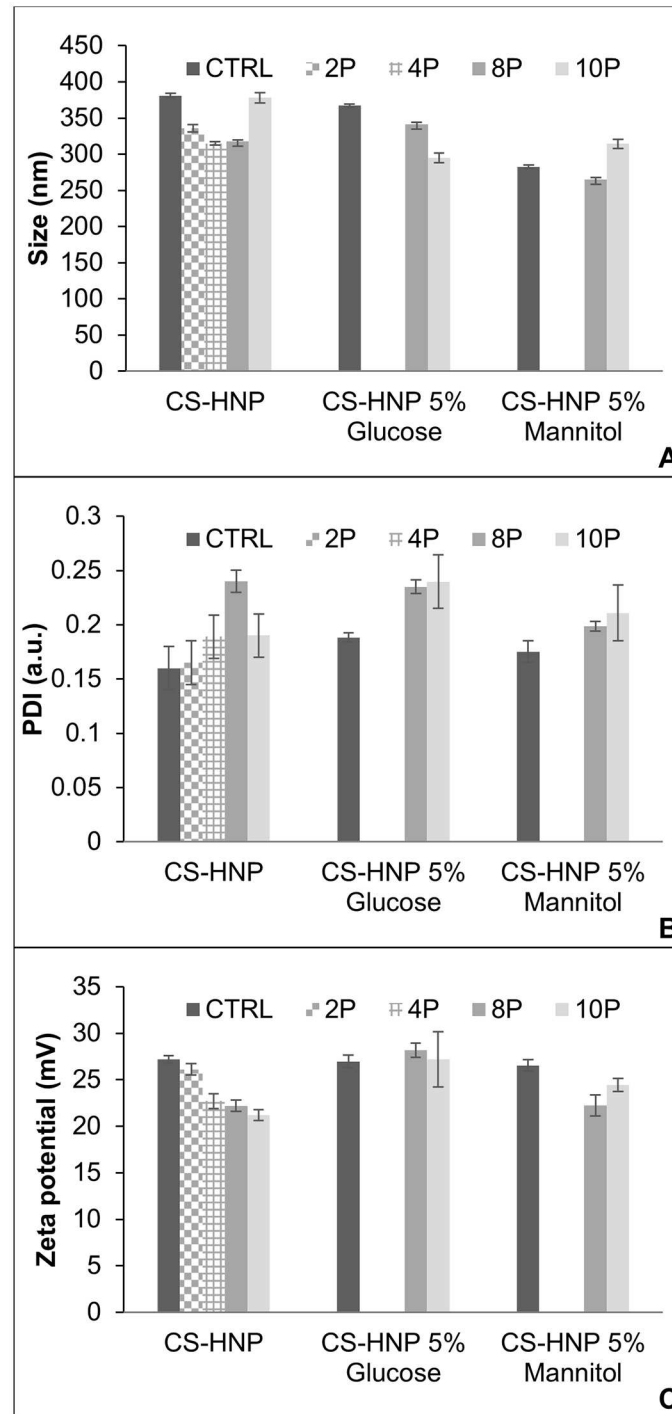 450
400
350
300
250
200
150
100
50
0
Size (nm)
CTRL 2P 4P 8P 10P
CS-HNP
CS-HNP 5%
Glucose
CS-HNP 5%
Mannitol
A
0.3
0.25
0.2
0.15
0.1
0.05
0
PDI (a.u.)
CTRL 2P 4P 8P 10P
CS-HNP
CS-HNP 5%
Glucose
CS-HNP 5%
Mannitol
B
35
30
25
20
15
10
5
0
Zeta potential (mV)
CTRL 2P 4P 8P 10P
CS-HNP
CS-HNP 5%
Glucose
CS-HNP 5%
Mannitol
C